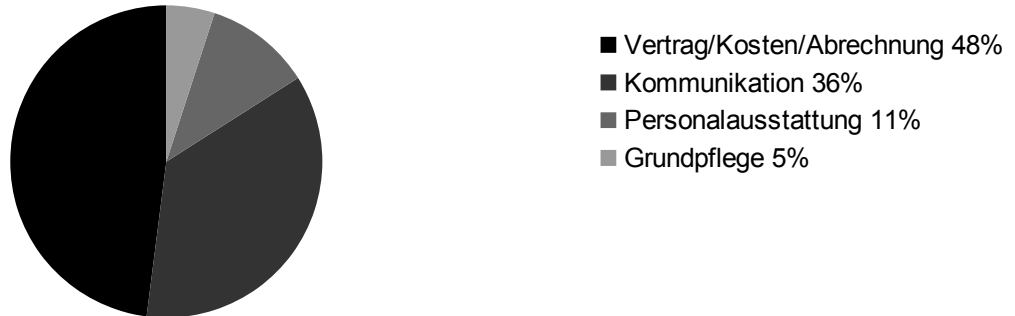 Vertrag/Kosten/Abrechnung 48%
Kommunikation 36%
Personalausstattung 11%
Grundpflege 5%